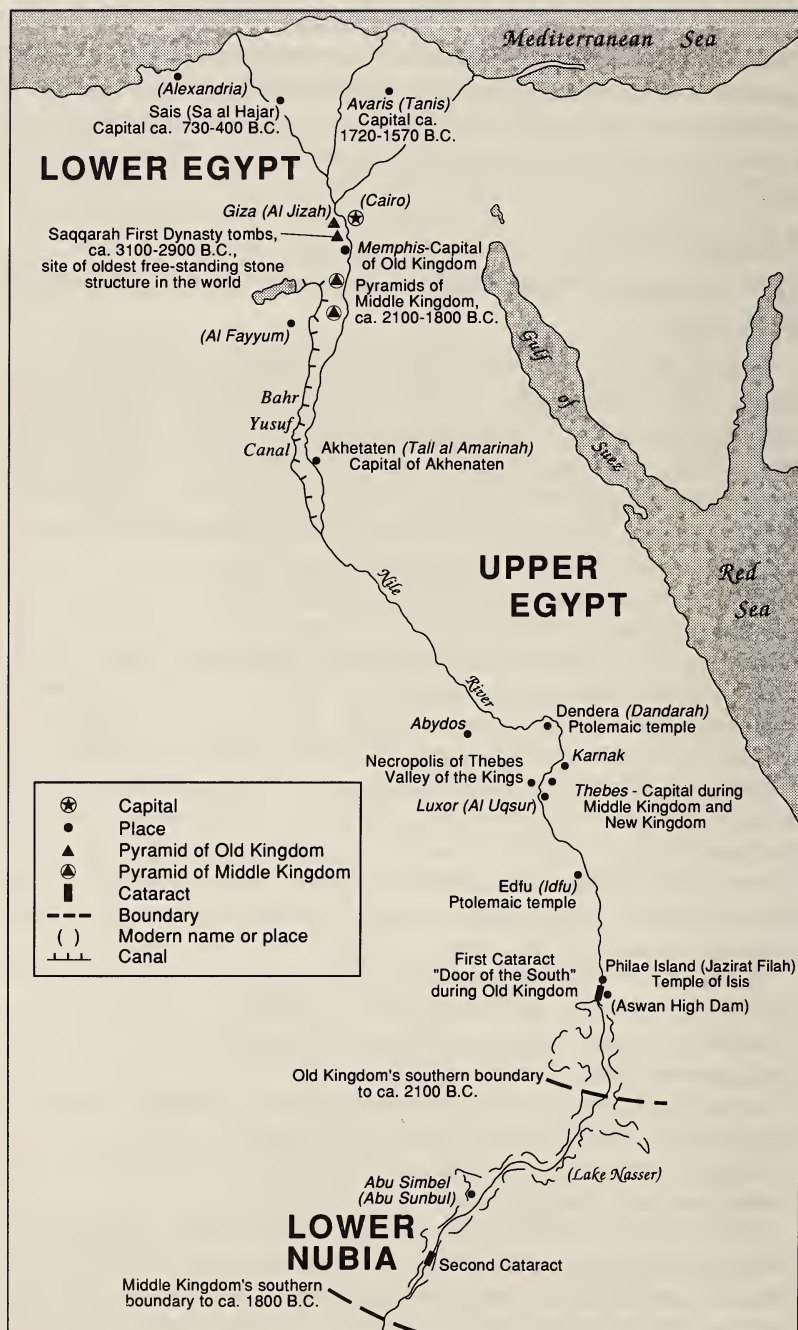 Mediterranean Sea
(Alexandria)
Sais (Sa al Hajar)
Capital ca. 730-400 B.C.
Avaris (Tanis)
Capital ca.
1720-1570 B.C.
LOWER EGYPT
Giza (Al Jizah)
(Cairo)
Saqqarah First Dynasty tombs,
ca. 3100-2900 B.C.,
site of oldest free-standing stone
structure in the world
Memphis-Capital
of Old Kingdom
Pyramids of
Middle Kingdom,
ca. 2100-1800 B.C.
(Al Fayyum)
Gulf
of
Suez
Bahr
Yusuf
Canal
Akhetaten (Tall al Amarinah)
Capital of Akhenaten
UPPER
EGYPT
Red
Sea
Nile
River
Abydos
Dendera (Dandarah)
Ptolemaic temple
Karnak
Necropolis of Thebes
Valley of the Kings
Luxor (Al Uqsur)
Thebes - Capital during
Middle Kingdom and
New Kingdom
Capital
Place
Pyramid of Old Kingdom
Pyramid of Middle Kingdom
Cataract
Boundary
( ) Modern name or place
Canal
Edfu (Idfu)
Ptolemaic temple
First Cataract
"Door of the South"
during Old Kingdom
Philae Island (Jazirat Filah)
Temple of Isis
(Aswan High Dam)
Old Kingdom's southern boundary
to ca. 2100 B.C.
(Lake Nasser)
Abu Simbel
(Abu Sunbul)
LOWER
NUBIA
Second Cataract
Middle Kingdom's southern
boundary to ca. 1800 B.C.